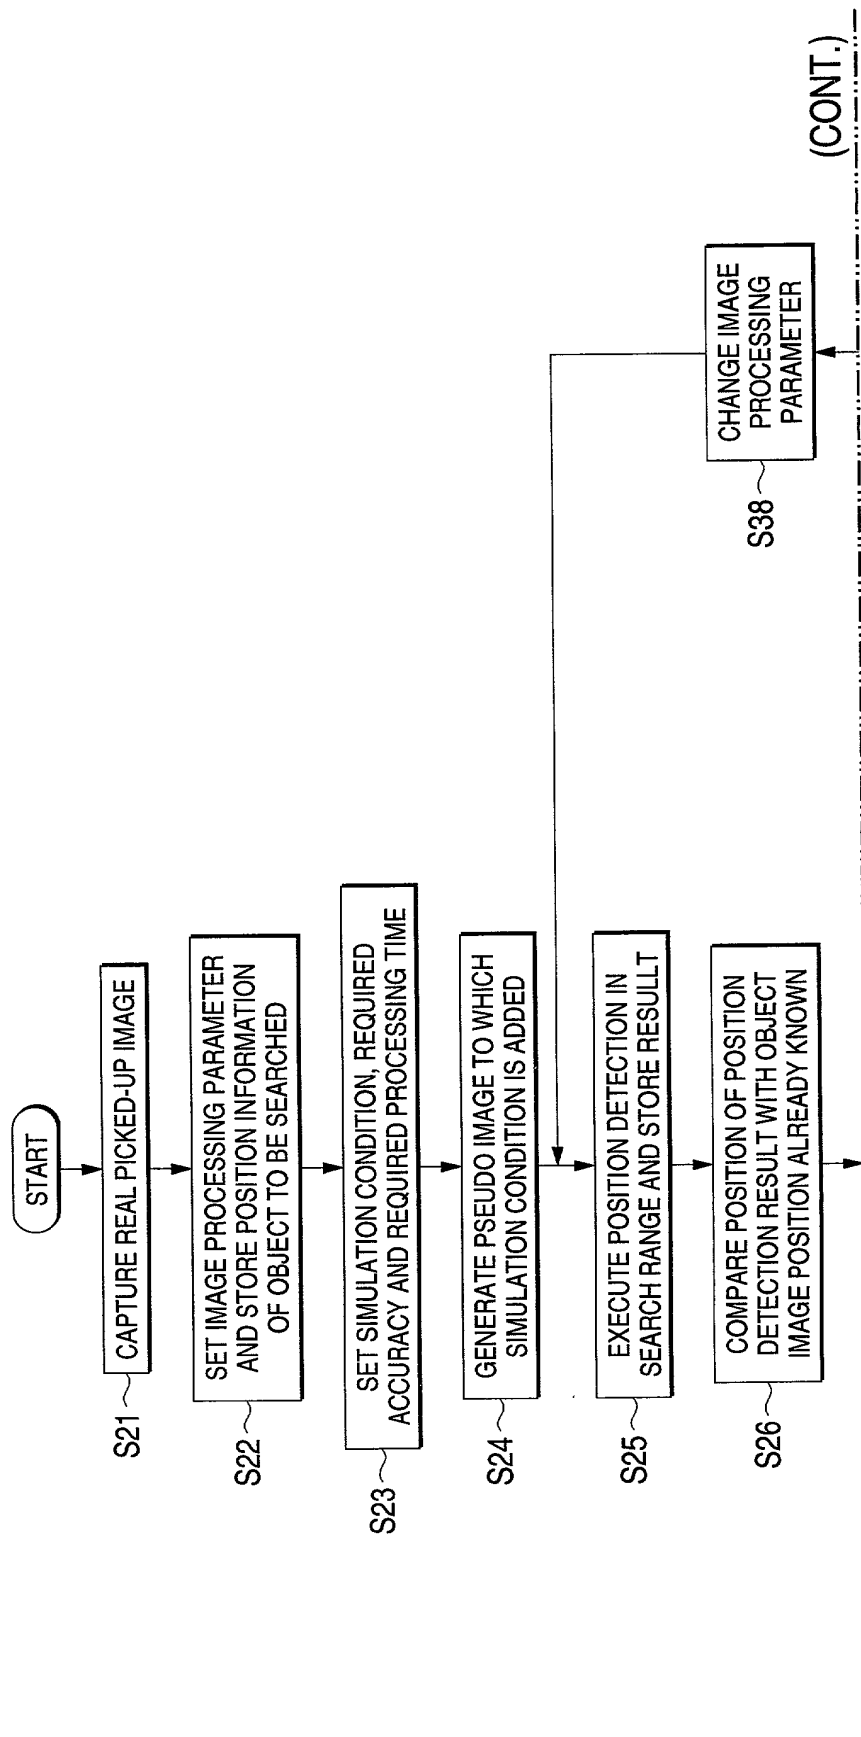 START
S21
CAPTURE REAL PICKED-UP IMAGE
S22
SET IMAGE PROCESSING PARAMETER
AND STORE POSITION INFORMATION
OF OBJECT TO BE SEARCHED
S23
SET SIMULATION CONDITION, REQUIRED
ACCURACY AND REQUIRED PROCESSING TIME
S24
GENERATE PSEUDO IMAGE TO WHICH
SIMULATION CONDITION IS ADDED
S25
EXECUTE POSITION DETECTION IN
SEARCH RANGE AND STORE RESULLT
S26
COMPARE POSITION OF POSITION
DETECTION RESULT WITH OBJECT
IMAGE POSITION ALREADY KNOWN
S38
CHANGE IMAGE
PROCESSING
PARAMETER
(CONT.)